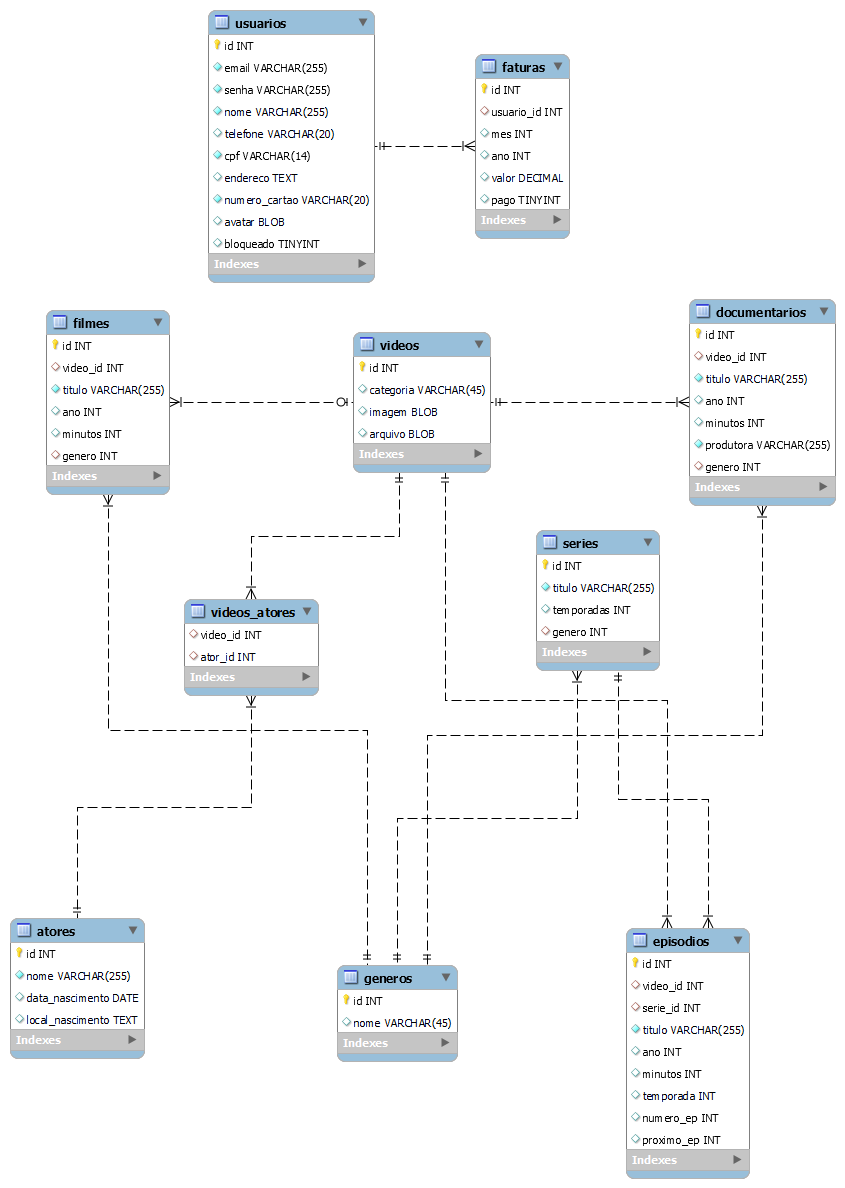 usuarios
id INT
email VARCHAR(255)
senha VARCHAR(255)
nome VARCHAR(255)
telefone VARCHAR(20)
cpf VARCHAR(14)
endereco TEXT
numero_cartao VARCHAR(20)
avatar BLOB
bloqueado TINYINT
Indexes
faturas
id INT
usuario_id INT
mes INT
ano INT
valor DECIMAL
pago TINYINT
Indexes
filmes
id INT
video_id INT
titulo VARCHAR(255)
ano INT
minutos INT
genero INT
Indexes
videos
id INT
categoria VARCHAR(45)
imagem BLOB
arquivo BLOB
Indexes
documentarios
id INT
video_id INT
titulo VARCHAR(255)
ano INT
minutos INT
produtora VARCHAR(255)
genero INT
Indexes
series
id INT
titulo VARCHAR(255)
temporadas INT
genero INT
Indexes
videos_atores
video_id INT
ator_id INT
Indexes
atores
id INT
nome VARCHAR(255)
data_nascimento DATE
local_nascimento TEXT
Indexes
generos
id INT
nome VARCHAR(45)
Indexes
episodios
id INT
video_id INT
serie_id INT
titulo VARCHAR(255)
ano INT
minutos INT
temporada INT
numero_ep INT
proximo_ep INT
Indexes